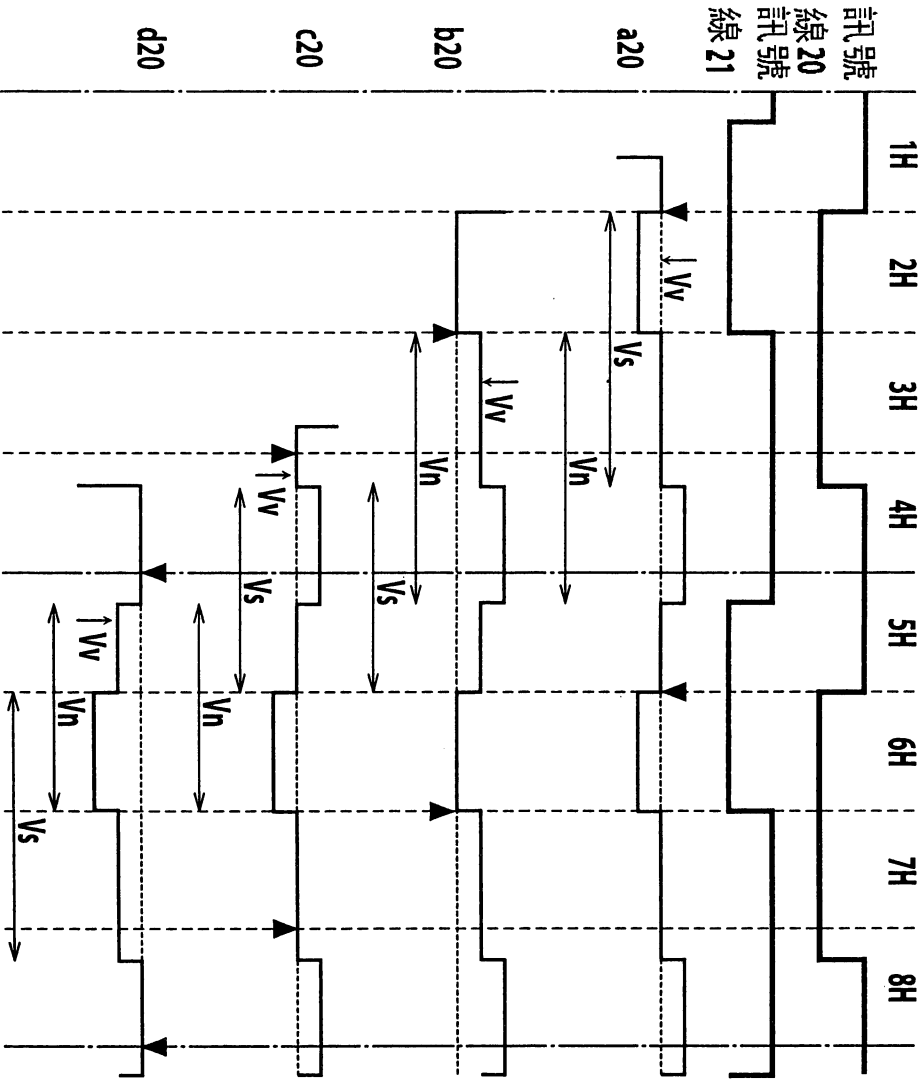 1H 2H 3H 4H 5H 6H 7H 8H
訊號
線20
訊號
線21
Vv
a20
Vs
Vn
Vv
b20
Vn
Vs
c20
Vv
Vs
Vn
d20
Vv
Vn
Vs